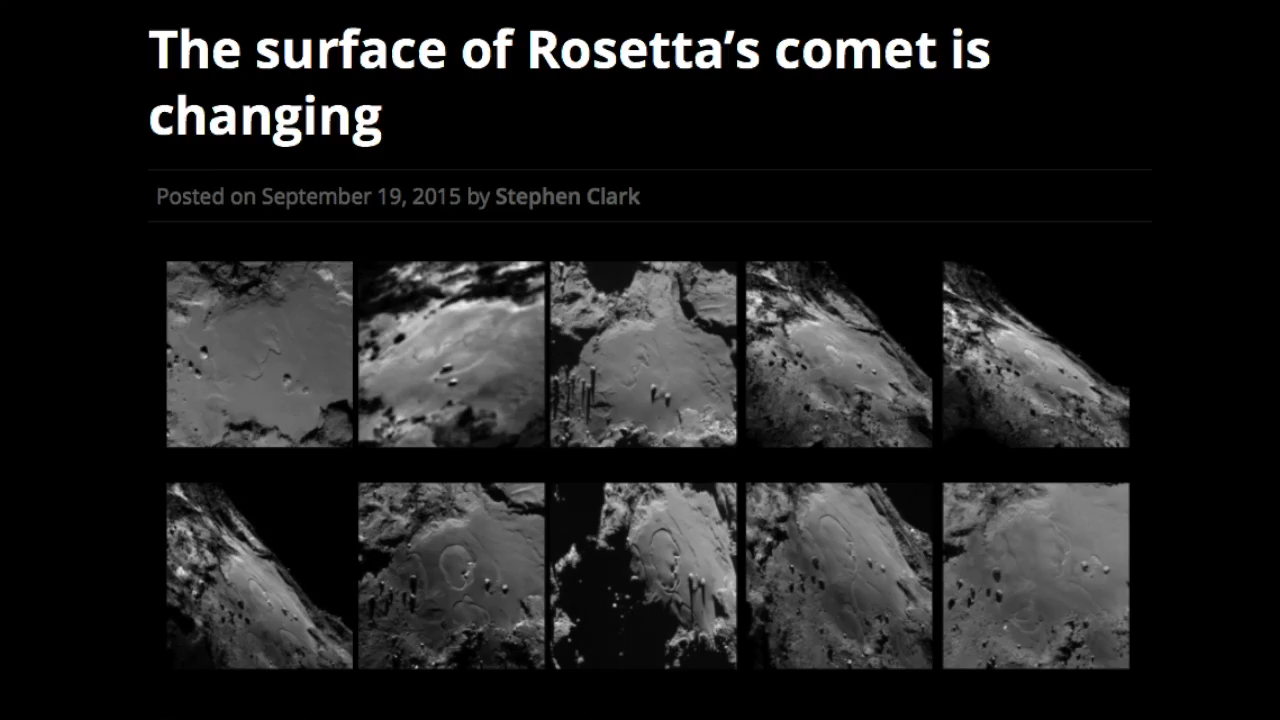 The surface of Rosetta’s comet is
changing
Posted on September 19, 2015 by Stephen Clark